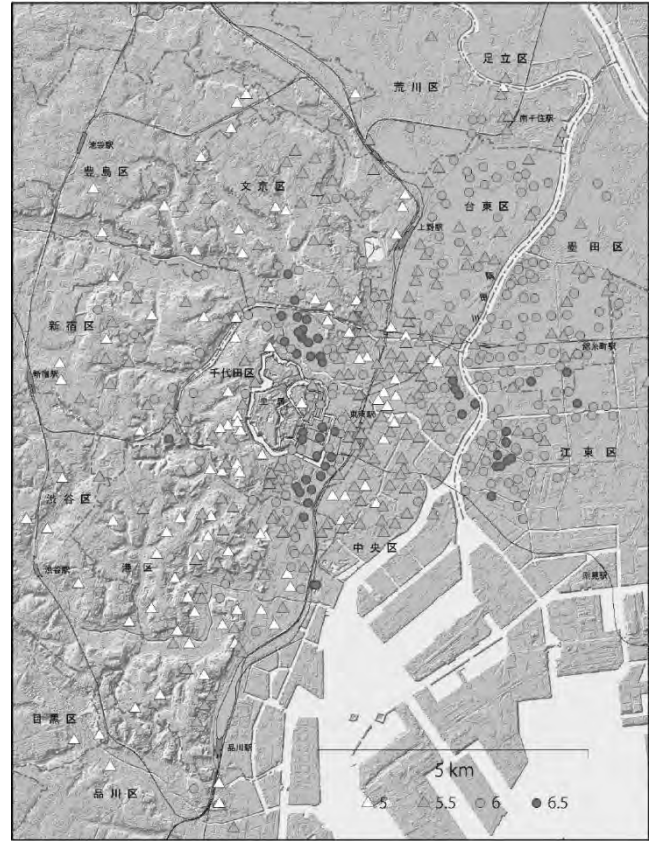 足立区
荒川区
南千住駅
池袋駅
豊島区
文京区
台東区
上野駅
墨田区
隅田川
新宿区
錦糸町駅
新宿駅
千代田区
皇居
東京駅
江東区
渋谷区
中央区
渋谷駅
港区
目黒区
品川駅
品川区
5 km
5 5.5 6 6.5